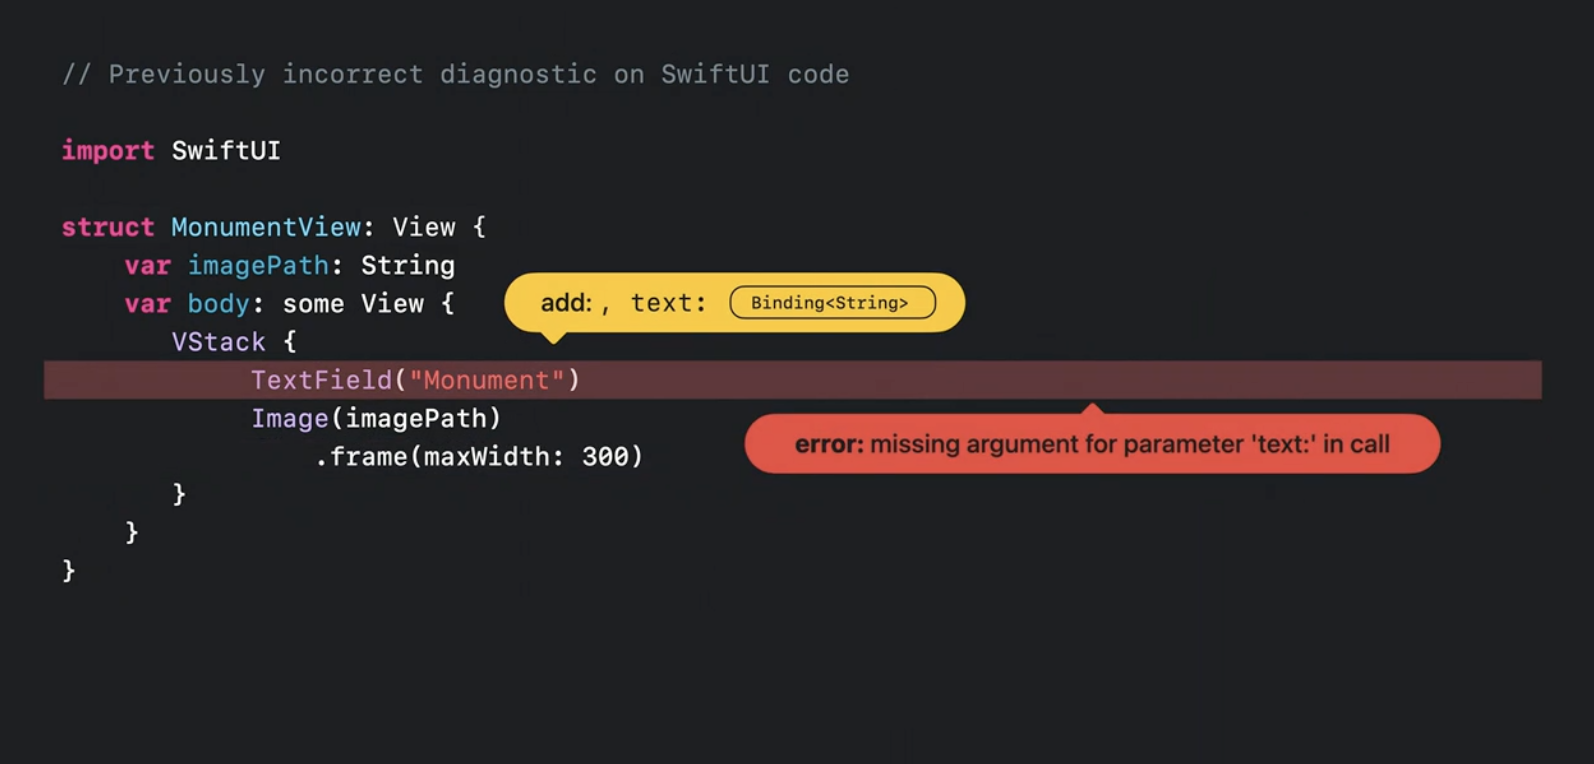 // Previously incorrect diagnostic on SwiftUI code
import SwiftUI
struct MonumentView: View {
var imagePath: String
var body: some View {
add: , text: Binding<String>
VStack {
TextField("Monument")
Image(imagePath)
error: missing argument for parameter 'text:' in call
.frame(maxWidth: 300)
}
}
}